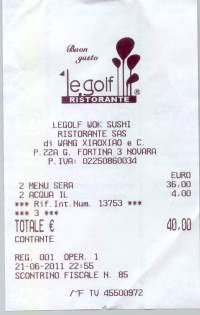 Buon
gusto
le golf
®
RISTORANTE
LEGOLF WOK SUSHI
RISTORANTE SAS
di WANG XIAOXIAO e C.
P.ZZA G. FORTINA 3 NOVARA
P.IVA: 02250860034
EURO
2 MENU SERA 36,00
2 ACQUA 1L 4,00
*** Rif.Int.Num. 13753 ***
*** 3 ***
TOTALE € 40,00
CONTANTE
REG. 001 OPER. 1
21-06-2011 22:55
SCONTRINO FISCALE N. 85
MF TV 45500972